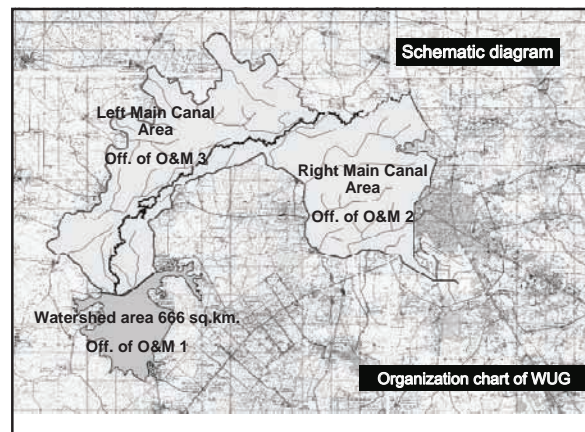 Schematic diagram
Left Main Canal
Area
Off. of O&M 3
Right Main Canal
Area
Off. of O&M 2
Watershed area 666 sq.km.
Off. of O&M 1
Organization chart of WUG